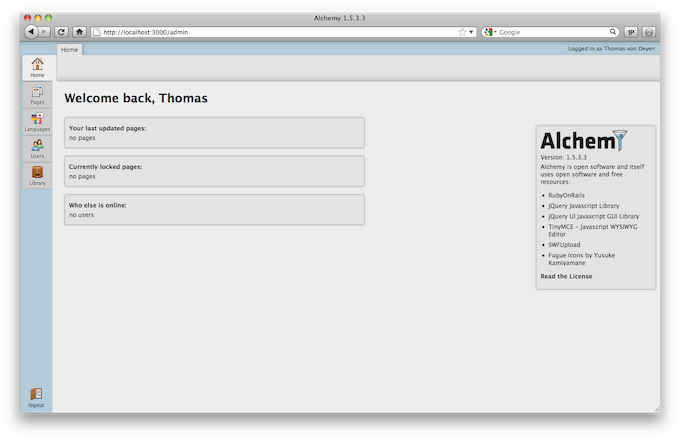 Alchemy 1.5.3.3
http://localhost:3000/admin
Google
Home
Logged in as Thomas von Deyen
Home
Pages
Languages
Users
Library
logout
Welcome back, Thomas
Your last updated pages:
no pages
Currently locked pages:
no pages
Who else is online:
no users
Alchemy
Version: 1.5.3.3
Alchemy is open software and itself
uses open software and free
resources:
• RubyOnRails
• jQuery Javascript Library
• jQuery UI Javascript GUI Library
• TinyMCE - Javascript WYSIWYG
Editor
• SWFUpload
• Fugue Icons by Yusuke
Kamiyamane
Read the License